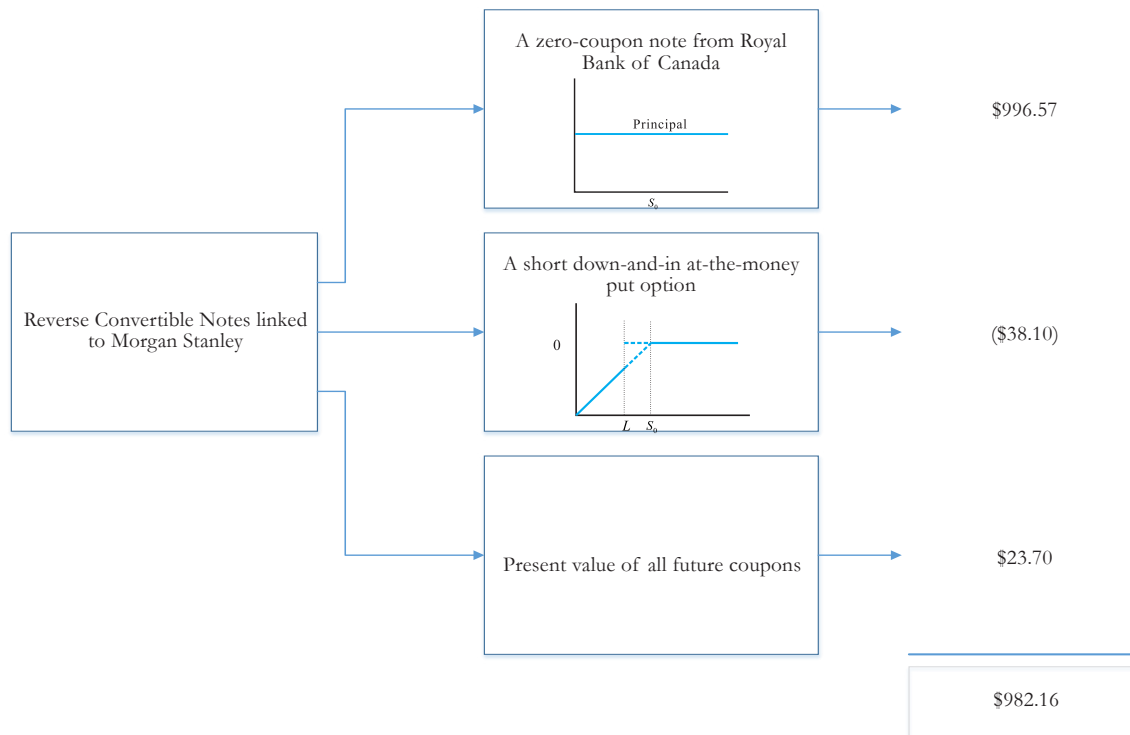 A zero-coupon note from Royal
Bank of Canada
Principal
S₀
$996.57
Reverse Convertible Notes linked
to Morgan Stanley
A short down-and-in at-the-money
put option
0
L S₀
($38.10)
Present value of all future coupons
$23.70
$982.16